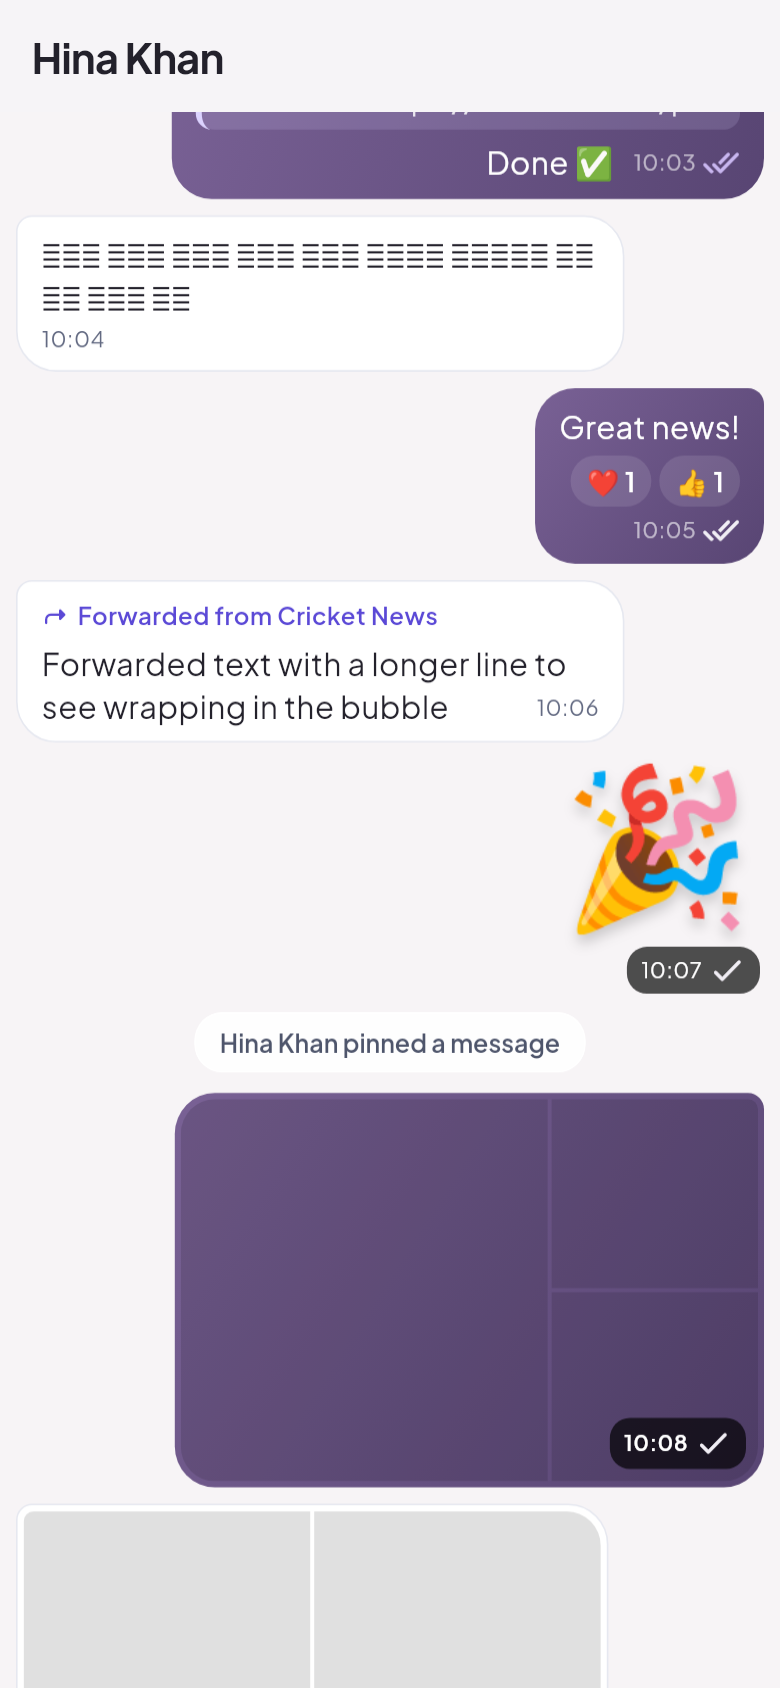 Hina Khan
Done ✅ 10:03
10:04
Great news!
❤️ 1 👍 1
10:05
Forwarded from Cricket News
Forwarded text with a longer line to
see wrapping in the bubble 10:06
10:07
Hina Khan pinned a message
10:08